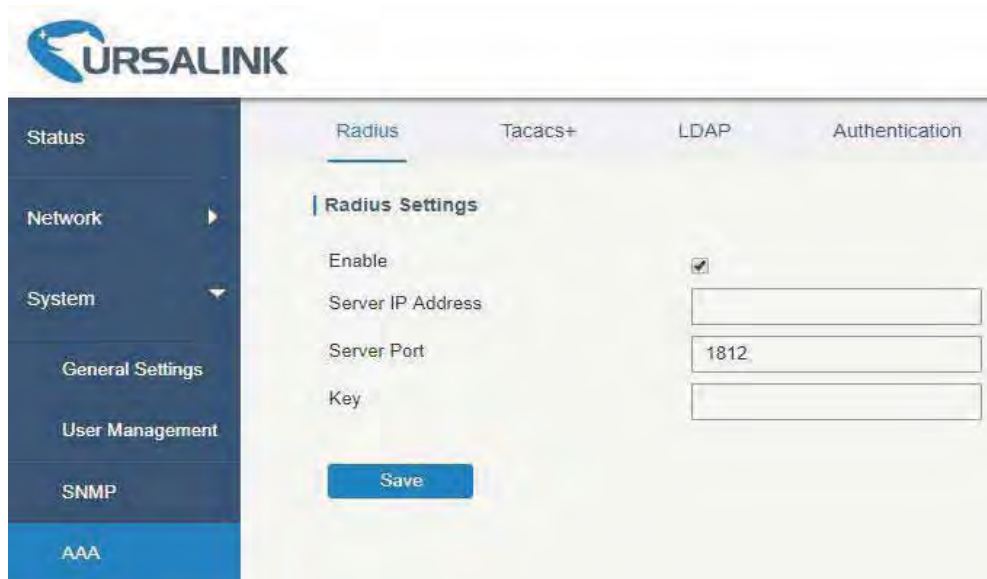 URSALINK
Status
Network
System
General Settings
User Management
SNMP
AAA
Radius Tacacs+ LDAP Authentication
Radius Settings
Enable
Server IP Address
Server Port 1812
Key
Save